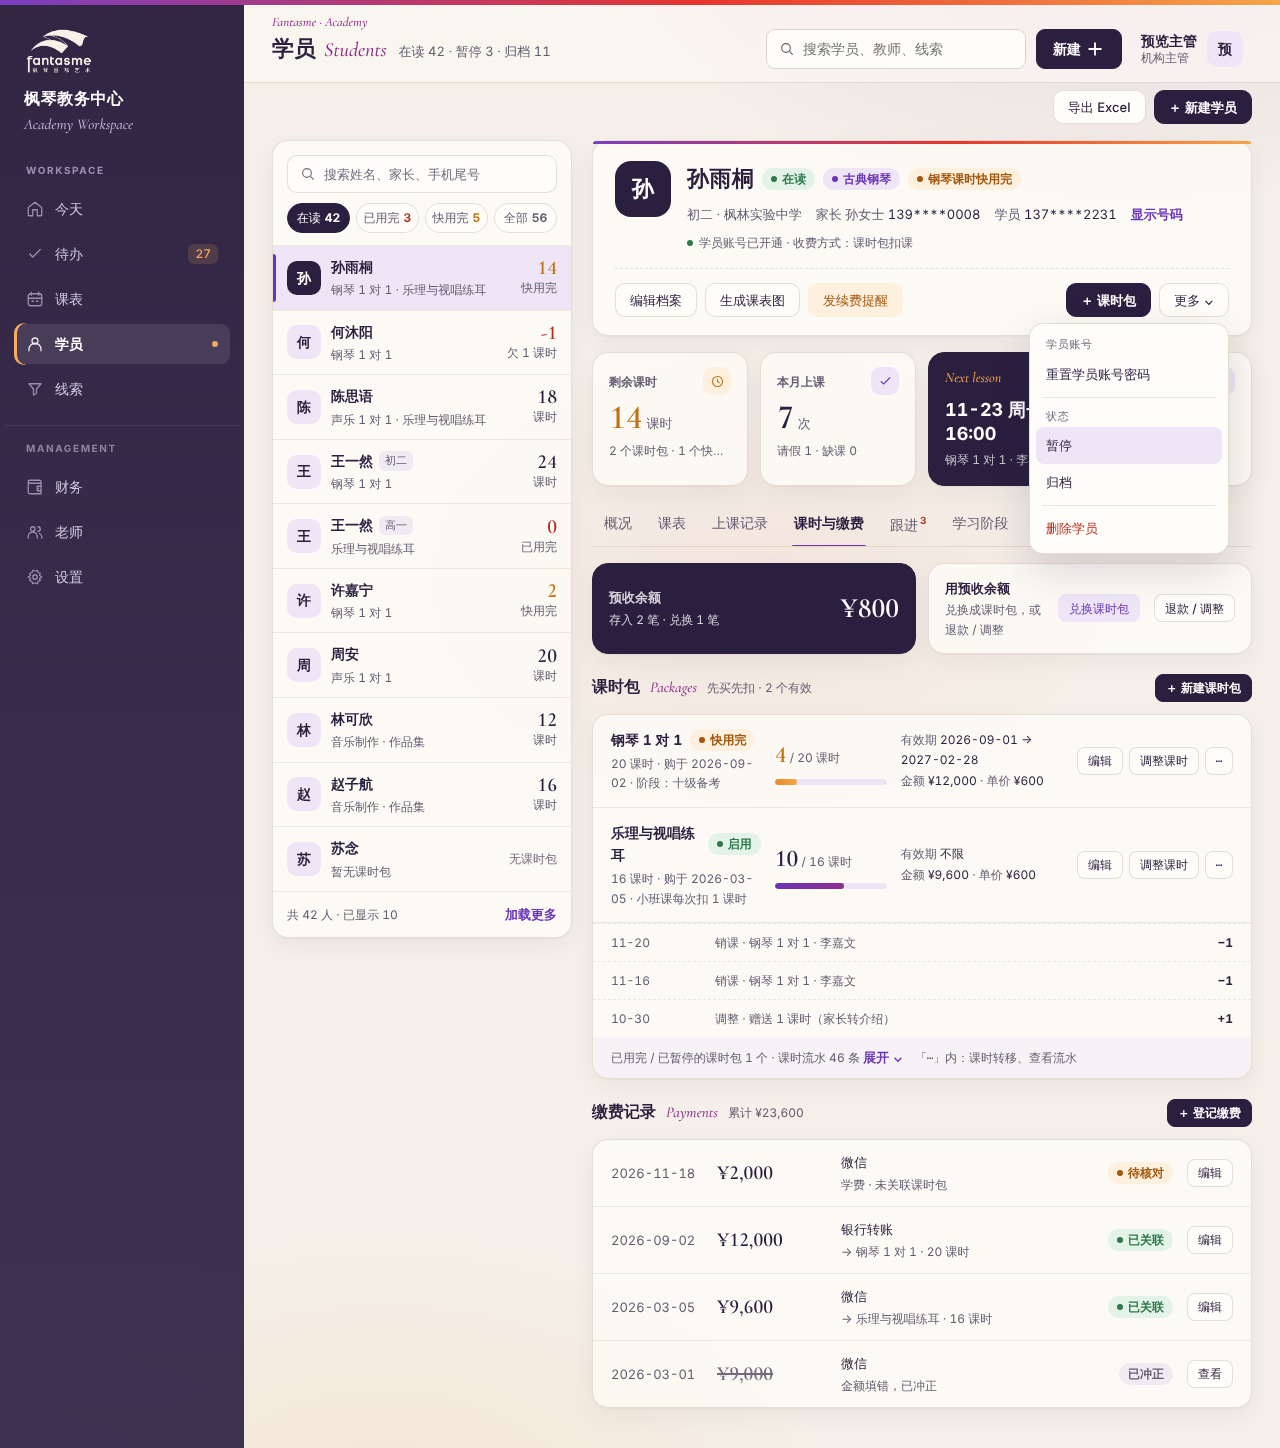 fantasme
枫琴音乐艺术
枫琴教务中心
Academy Workspace
WORKSPACE
今天
待办 27
课表
学员
线索
MANAGEMENT
财务
老师
设置
Fantasme · Academy
学员 Students 在读 42 · 暂停 3 · 归档 11
搜索学员、教师、线索
新建 +
预览主管
机构主管
预
导出 Excel
+ 新建学员
搜索姓名、家长、手机尾号
在读 42 已用完 3 快用完 5 全部 56
孙 孙雨桐 14
钢琴 1 对 1 · 乐理与视唱练耳 快用完
何 何沐阳 -1
钢琴 1 对 1 欠 1 课时
陈 陈思语 18
声乐 1 对 1 · 乐理与视唱练耳 课时
王 王一然 初二 24
钢琴 1 对 1 课时
王 王一然 高一 0
乐理与视唱练耳 已用完
许 许嘉宁 2
钢琴 1 对 1 快用完
周 周安 20
声乐 1 对 1 课时
林 林可欣 12
音乐制作 · 作品集 课时
赵 赵子航 16
音乐制作 · 作品集 课时
苏 苏念 无课时包
暂无课时包
共 42 人 · 已显示 10 加载更多
孙
孙雨桐 在读 古典钢琴 钢琴课时快用完
初二 · 枫林实验中学 家长 孙女士 139****0008 学员 137****2231 显示号码
学员账号已开通 · 收费方式：课时包扣课
编辑档案 生成课表图 发续费提醒 + 课时包 更多
学员账号
重置学员账号密码
状态
暂停
归档
删除学员
剩余课时
14 课时
2 个课时包 · 1 个快...
本月上课
7 次
请假 1 · 缺课 0
Next lesson
11-23 周
16:00
钢琴 1 对 1 · 李
概况 课表 上课记录 课时与缴费 跟进 3 学习阶段
预收余额
存入 2 笔 · 兑换 1 笔
¥800
用预收余额
兑换成课时包，或
退款 / 调整
兑换课时包 退款 / 调整
课时包 Packages 先买先扣 · 2 个有效 + 新建课时包
钢琴 1 对 1 快用完
20 课时 · 购于 2026-09-
02 · 阶段：十级备考
4 / 20 课时
有效期 2026-09-01 →
2027-02-28
金额 ¥12,000 · 单价 ¥600
编辑 调整课时 ···
乐理与视唱练
耳
启用
16 课时 · 购于 2026-03-
05 · 小班课每次扣 1 课时
10 / 16 课时
有效期 不限
金额 ¥9,600 · 单价 ¥600
编辑 调整课时 ···
11-20 销课 · 钢琴 1 对 1 · 李嘉文 −1
11-16 销课 · 钢琴 1 对 1 · 李嘉文 −1
10-30 调整 · 赠送 1 课时（家长转介绍） +1
已用完 / 已暂停的课时包 1 个 · 课时流水 46 条 展开 「···」内：课时转移、查看流水
缴费记录 Payments 累计 ¥23,600 + 登记缴费
2026-11-18 ¥2,000 微信 待核对 编辑
学费 · 未关联课时包
2026-09-02 ¥12,000 银行转账 已关联 编辑
→ 钢琴 1 对 1 · 20 课时
2026-03-05 ¥9,600 微信 已关联 编辑
→ 乐理与视唱练耳 · 16 课时
2026-03-01 ¥9,000 微信 已冲正 查看
金额填错，已冲正